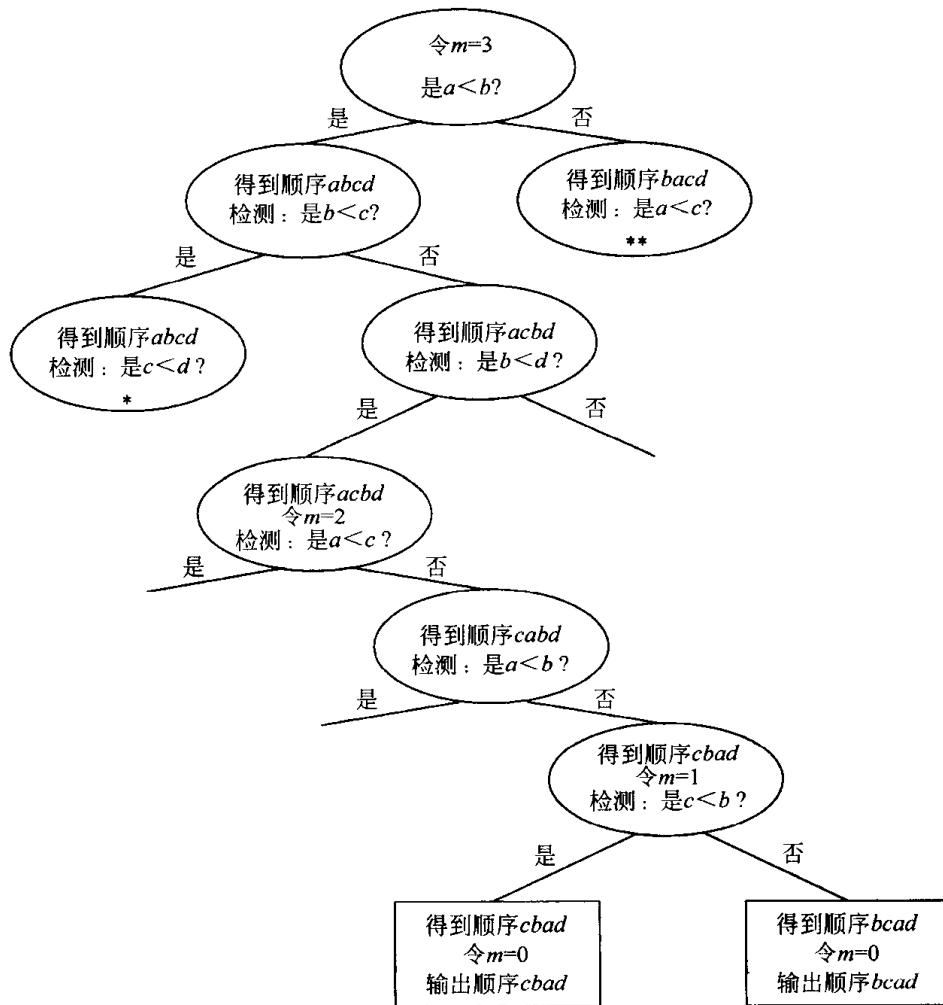 令m=3
是a<b?
是
否
得到顺序abcd
检测：是b<c?
得到顺序bacd
检测：是a<c?
**
是
否
得到顺序abcd
检测：是c<d?
*
得到顺序acbd
检测：是b<d?
是
否
得到顺序acbd
令m=2
检测：是a<c?
是
否
得到顺序cabd
检测：是a<b?
是
否
得到顺序cbad
令m=1
检测：是c<b?
是
否
得到顺序cbad
令m=0
输出顺序cbad
得到顺序bcad
令m=0
输出顺序bcad